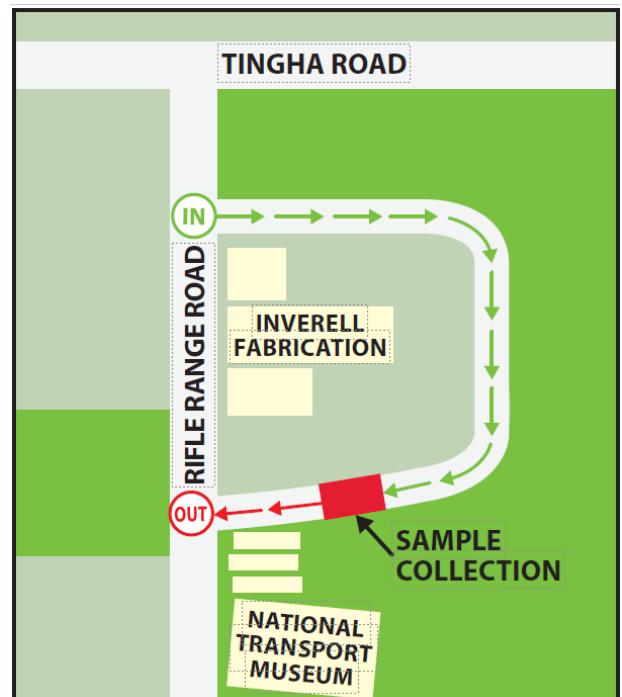 TINGHA ROAD
IN
RIFLE RANGE ROAD
INVERELL
FABRICATION
OUT
SAMPLE
COLLECTION
NATIONAL
TRANSPORT
MUSEUM